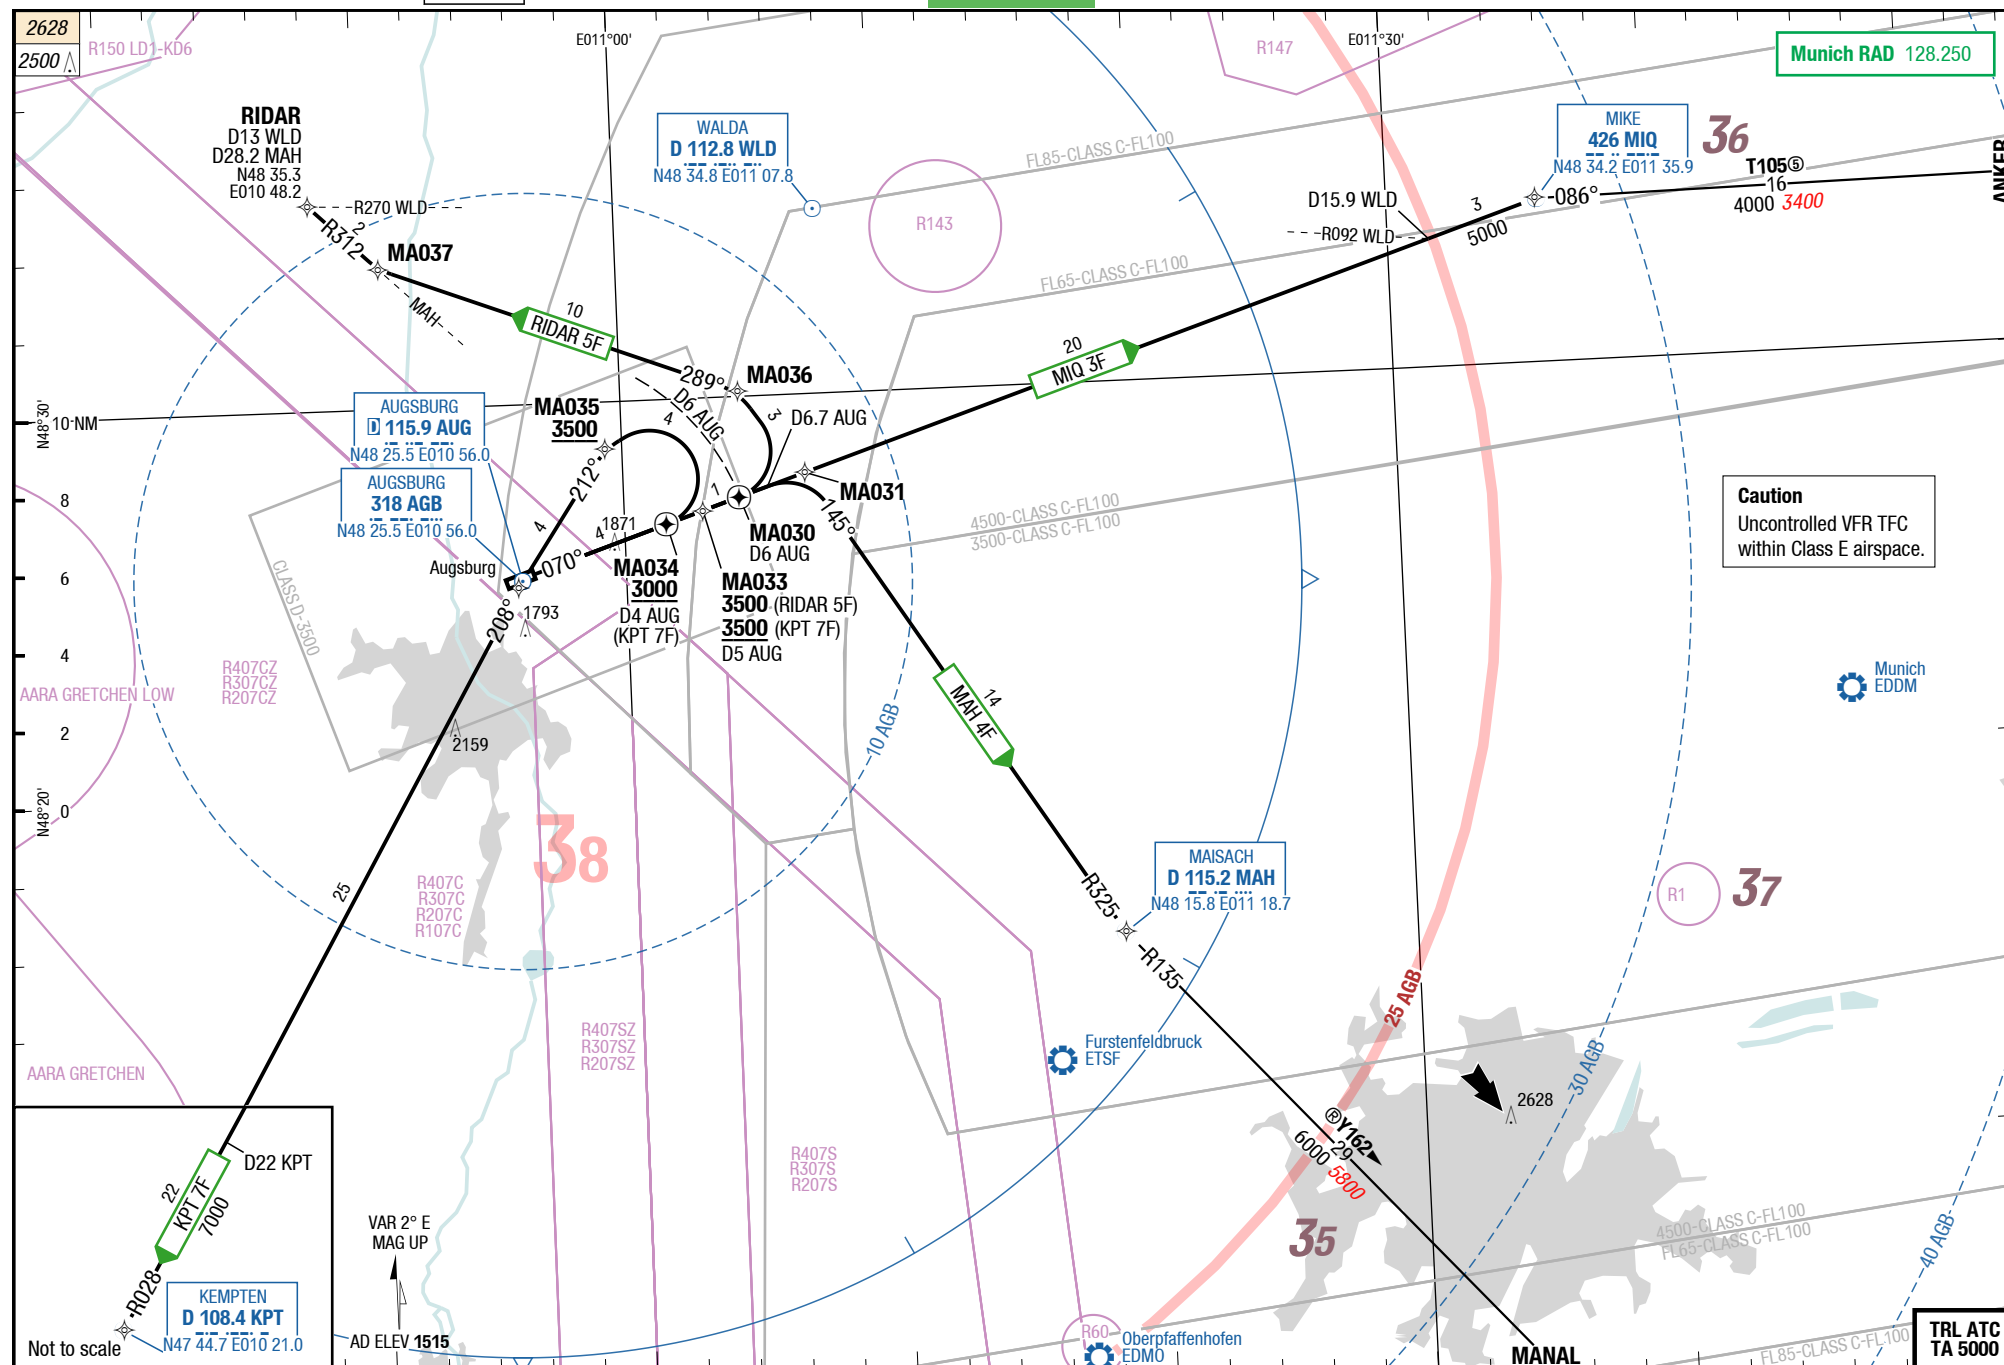 2628
2500
R150 LD1-KD6
E011°00'
R147
E011°30'
Munich RAD 128.250
RIDAR
D13 WLD
D28.2 MAH
N48 35.3
E010 48.2
WALDA
D 112.8 WLD
N48 34.8 E011 07.8
FL85-CLASS C-FL100
MIKE
426 MIQ
N48 34.2 E011 35.9
36
T105⑤
16
4000 3400
-086°
ANKER
R270 WLD
2
R312
MA037
MAH
R143
D15.9 WLD
R092 WLD
3
5000
FL65-CLASS C-FL100
10
RIDAR 5F
289°
MA036
D6 AUG
3
D6.7 AUG
20
MIQ 3F
N48°30'
10 NM
8
6
4
2
0
N48°20'
AUGSBURG
D 115.9 AUG
N48 25.5 E010 56.0
AUGSBURG
318 AGB
N48 25.5 E010 56.0
MA035
3500
4
212°
4
MA031
145°
1
4
1871
070°
Augsburg
MA030
D6 AUG
MA034
3000
D4 AUG
(KPT 7F)
MA033
3500 (RIDAR 5F)
3500 (KPT 7F)
D5 AUG
4500-CLASS C-FL100
3500-CLASS C-FL100
Caution
Uncontrolled VFR TFC
within Class E airspace.
CLASS D-3500
208°
1793
R407CZ
R307CZ
R207CZ
AARA GRETCHEN LOW
2159
14
MAH 4F
10 AGB
Munich
EDDM
38
25
R407C
R307C
R207C
R107C
MAISACH
D 115.2 MAH
N48 15.8 E011 18.7
R325
R135
R1
37
25 AGB
AARA GRETCHEN
R407SZ
R307SZ
R207SZ
Furstenfeldbruck
ETSF
30 AGB
2628
ⓇY162
29
6000 5800
R407S
R307S
R207S
D22 KPT
22
KPT 7F
7000
R028
KEMPTEN
D 108.4 KPT
N47 44.7 E010 21.0
Not to scale
VAR 2° E
MAG UP
AD ELEV 1515
35
4500-CLASS C-FL100
FL65-CLASS C-FL100
40 AGB
R60
Oberpfaffenhofen
EDMO
MANAL
FL85-CLASS C-FL100
TRL ATC
TA 5000